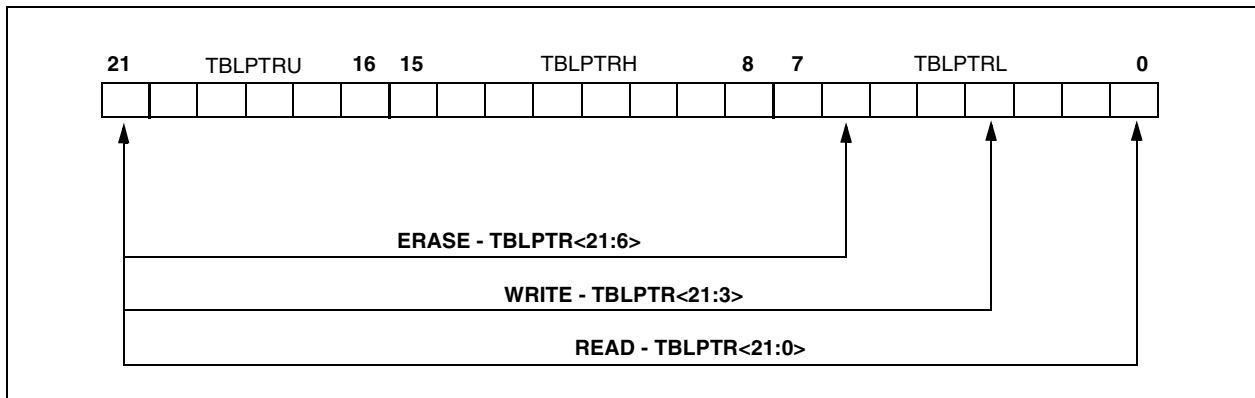 21 TBLPTRU 16 15 TBLPTRH 8 7 TBLPTRL 0
ERASE - TBLPTR<21:6>
WRITE - TBLPTR<21:3>
READ - TBLPTR<21:0>